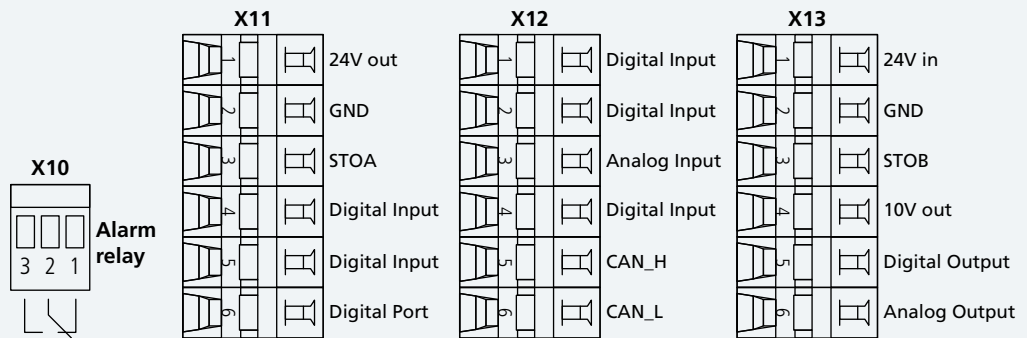 X11
1 24V out
2 GND
3 STOA
4 Digital Input
5 Digital Input
6 Digital Port
X12
1 Digital Input
2 Digital Input
3 Analog Input
4 Digital Input
5 CAN_H
6 CAN_L
X13
1 24V in
2 GND
3 STOB
4 10V out
5 Digital Output
6 Analog Output
X10
Alarm
relay
3 2 1